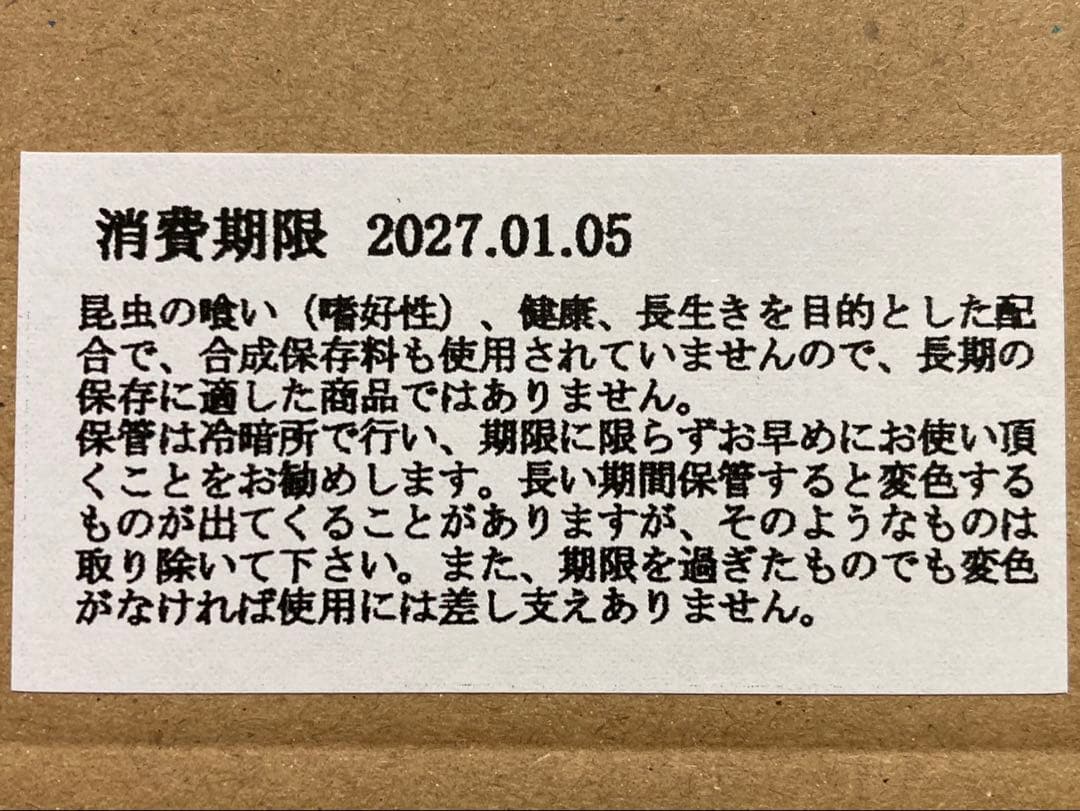 消費期限 2027.01.05
昆虫の喰い（嗜好性）、健康、長生きを目的とした配
合で、合成保存料も使用されていませんので、長期の
保存に適した商品ではありません。
保管は冷暗所で行い、期限に限らずお早めにお使い頂
くことをお勧めします。長い期間保管すると変色する
ものが出てくることがありますが、そのようなものは
取り除いて下さい。また、期限を過ぎたものでも変色
がなければ使用には差し支えありません。